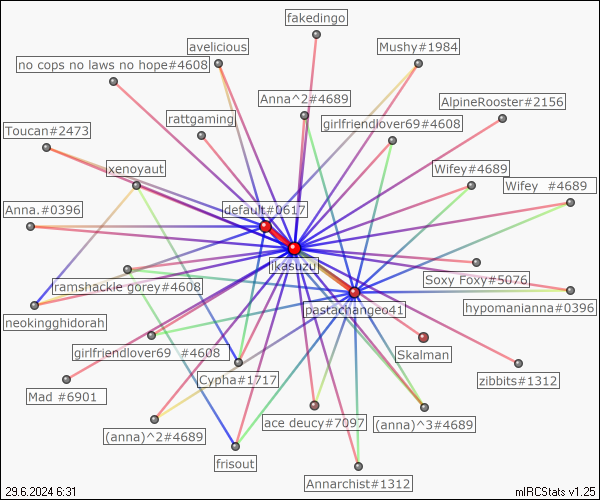 fakedingo
avelicious
Mushy#1984
no cops no laws no hope#4608
Anna^2#4689
AlpineRooster#2156
rattgaming
girlfriendlover69#4608
Toucan#2473
xenoyaut
Wifey#4689
Wifey  #4689
Anna.#0396
default#0617
ikasuzu
Soxy Foxy#5076
ramshackle gorey#4608
hypomanianna#0396
pastachangeo41
neokingghidorah
girlfriendlover69  #4608
Skalman
Cypha#1717
zibbits#1312
Mad #6901
ace deucy#7097
(anna)^3#4689
(anna)^2#4689
frisout
Annarchist#1312
29.6.2024 6:31
mIRCStats v1.25